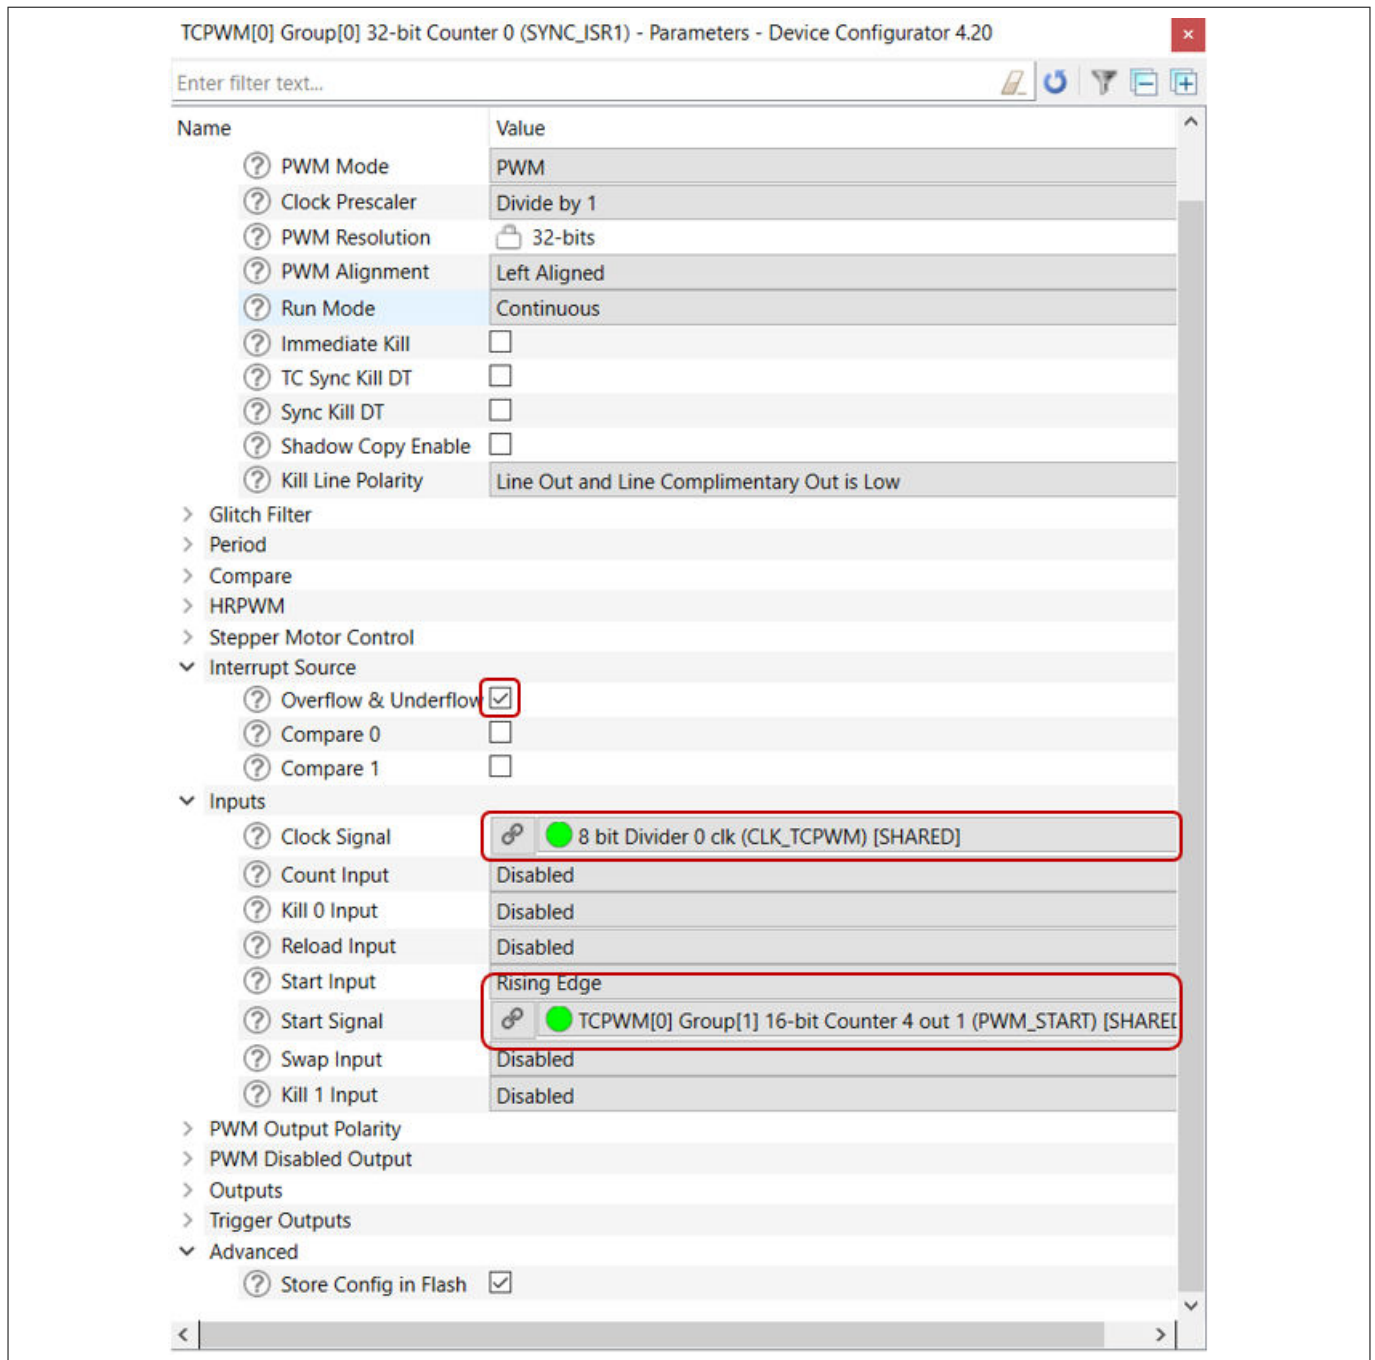 TCPWM[0] Group[0] 32-bit Counter 0 (SYNC_ISR1) - Parameters - Device Configurator 4.20
Enter filter text...
Name Value
PWM Mode PWM
Clock Prescaler Divide by 1
PWM Resolution 32-bits
PWM Alignment Left Aligned
Run Mode Continuous
Immediate Kill
TC Sync Kill DT
Sync Kill DT
Shadow Copy Enable
Kill Line Polarity Line Out and Line Complimentary Out is Low
Glitch Filter
Period
Compare
HRPWM
Stepper Motor Control
Interrupt Source
Overflow & Underflow
Compare 0
Compare 1
Inputs
Clock Signal 8 bit Divider 0 clk (CLK_TCPWM) [SHARED]
Count Input Disabled
Kill 0 Input Disabled
Reload Input Disabled
Start Input Rising Edge
Start Signal TCPWM[0] Group[1] 16-bit Counter 4 out 1 (PWM_START) [SHARE
Swap Input Disabled
Kill 1 Input Disabled
PWM Output Polarity
PWM Disabled Output
Outputs
Trigger Outputs
Advanced
Store Config in Flash